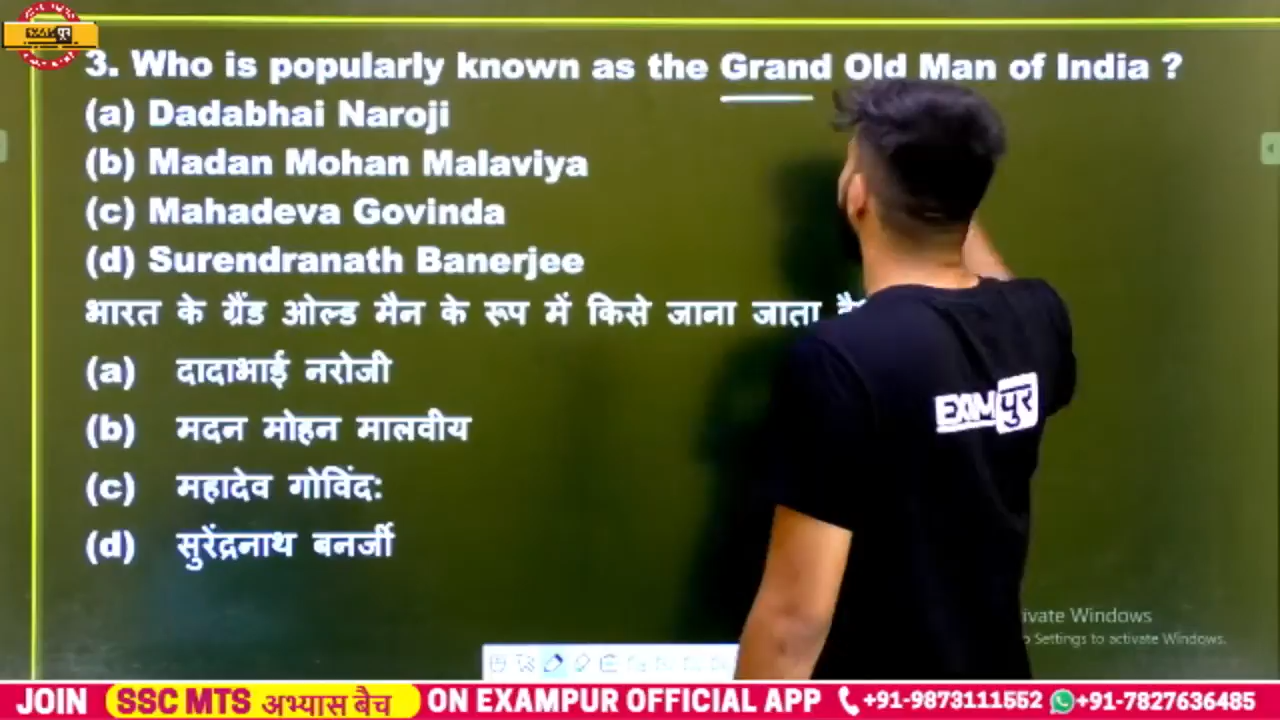 EXAM पुर
3. Who is popularly known as the Grand Old Man of India ?
(a) Dadabhai Naroji
(b) Madan Mohan Malaviya
(c) Mahadeva Govinda
(d) Surendranath Banerjee
भारत के ग्रैंड ओल्ड मैन के रूप में किसे जाना जाता
(a) दादाभाई नरोजी
(b) मदन मोहन मालवीय
(c) महादेव गोविंद:
(d) सुरेंद्रनाथ बनर्जी
EXAM पुर
Windows
Settings to activate Windows.
JOIN SSC MTS अभ्यास बैच ON EXAMPUR OFFICIAL APP +91-9873111552 +91-7827636485